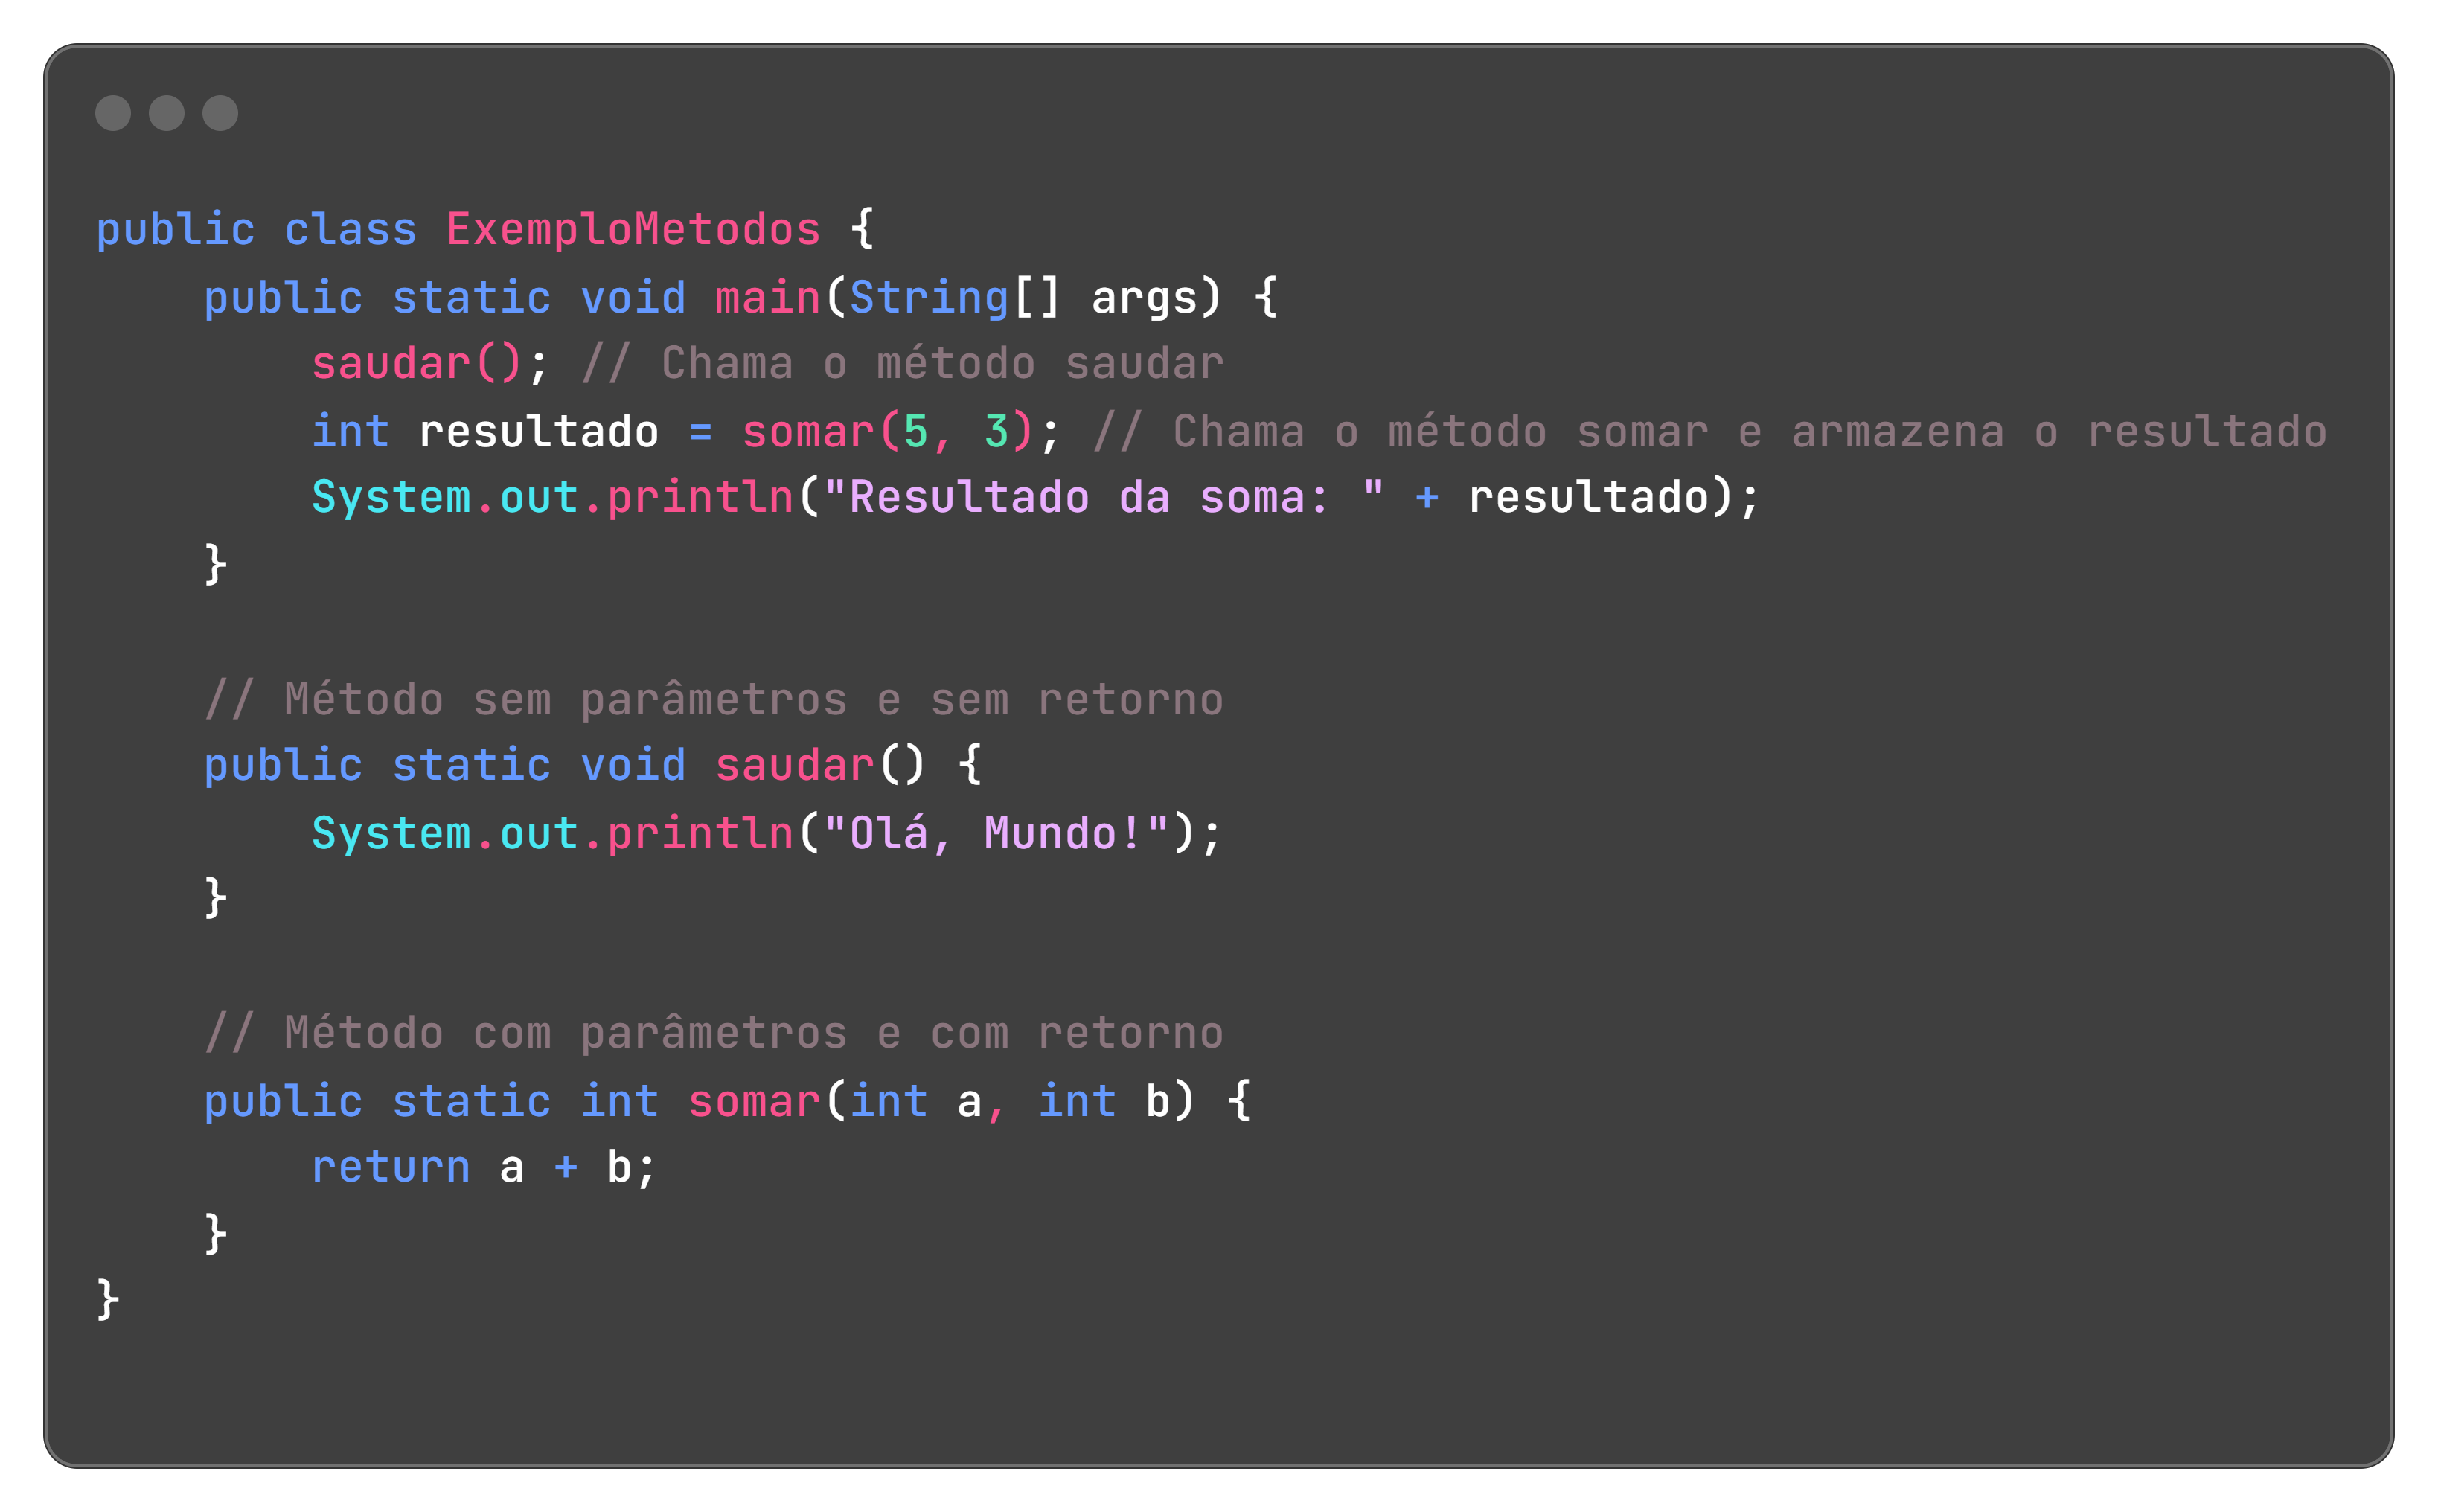 public class ExemploMetodos {
    public static void main(String[] args) {
        saudar(); // Chama o método saudar
        int resultado = somar(5, 3); // Chama o método somar e armazena o resultado
        System.out.println("Resultado da soma: " + resultado);
    }

    // Método sem parâmetros e sem retorno
    public static void saudar() {
        System.out.println("Olá, Mundo!");
    }

    // Método com parâmetros e com retorno
    public static int somar(int a, int b) {
        return a + b;
    }
}